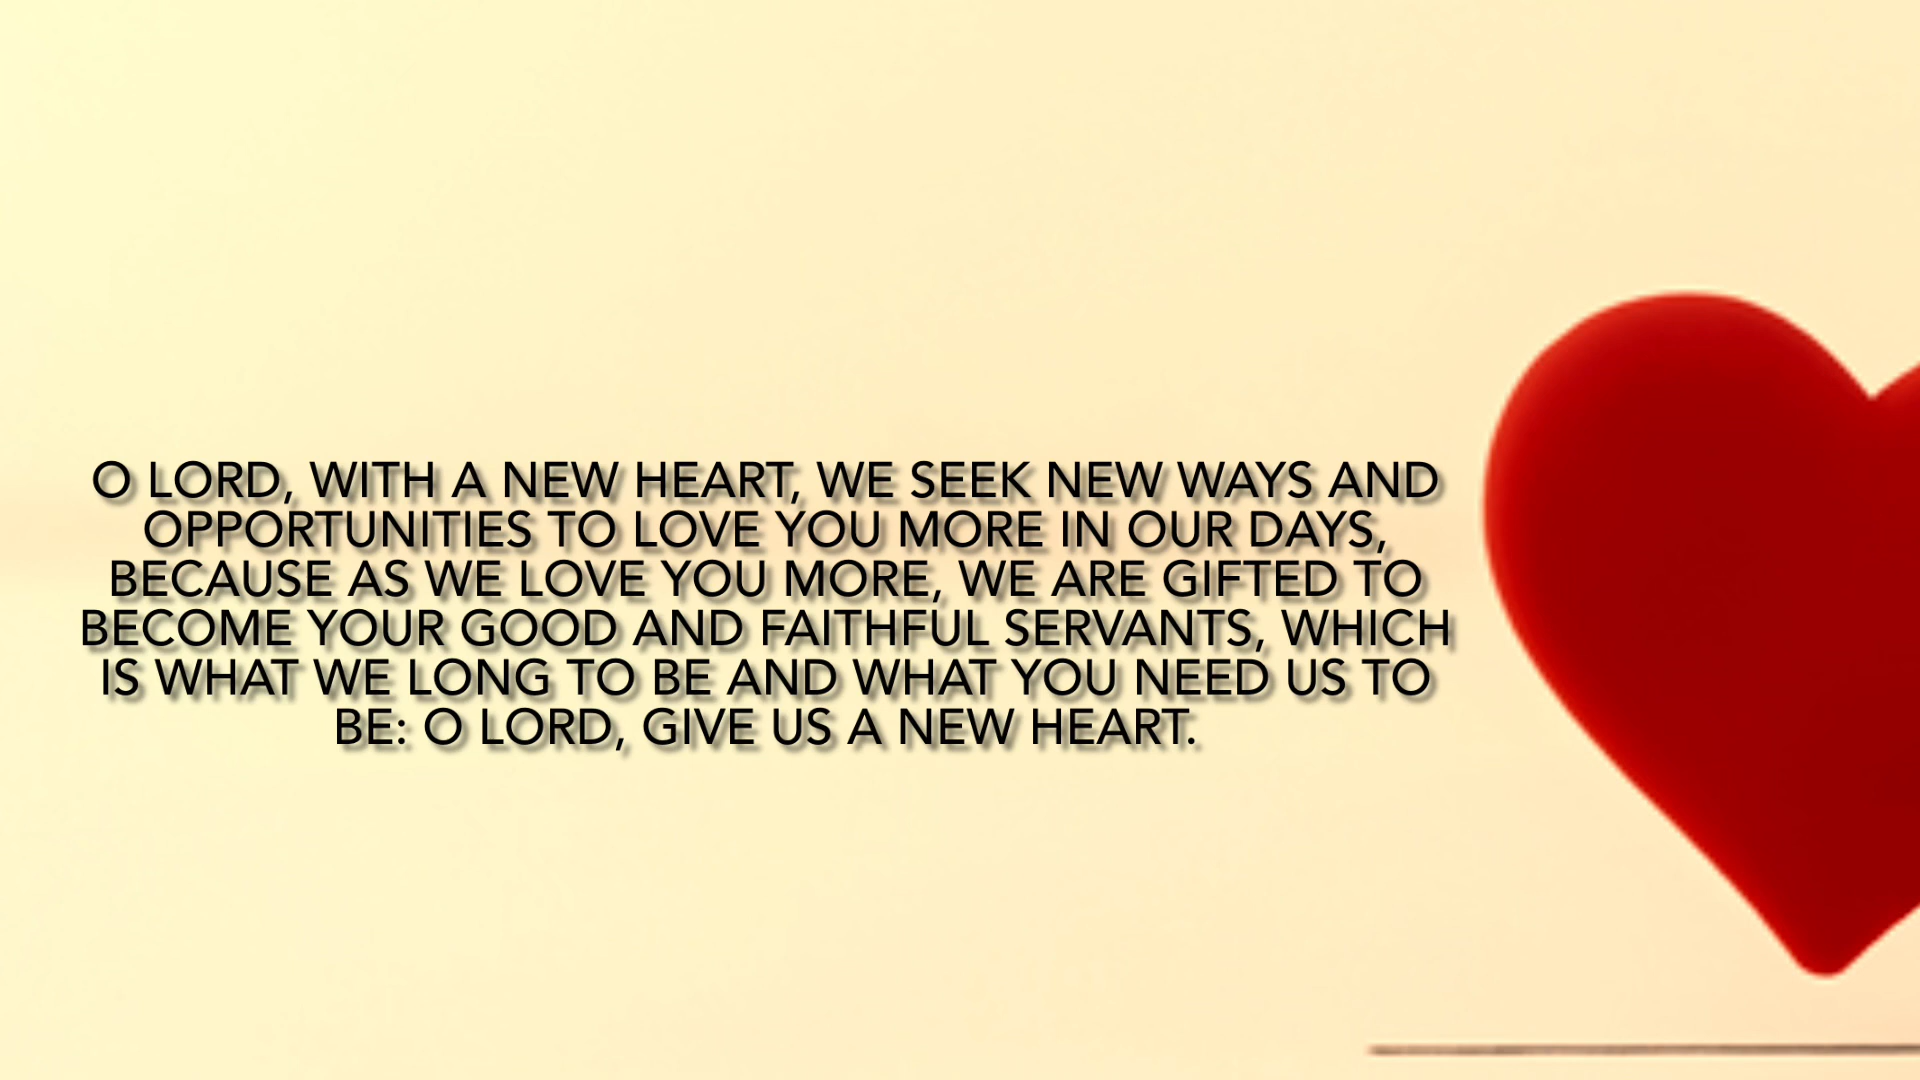 O LORD, WITH A NEW HEART, WE SEEK NEW WAYS AND
OPPORTUNITIES TO LOVE YOU MORE IN OUR DAYS,
BECAUSE AS WE LOVE YOU MORE, WE ARE GIFTED TO
BECOME YOUR GOOD AND FAITHFUL SERVANTS, WHICH
IS WHAT WE LONG TO BE AND WHAT YOU NEED US TO
BE: O LORD, GIVE US A NEW HEART.